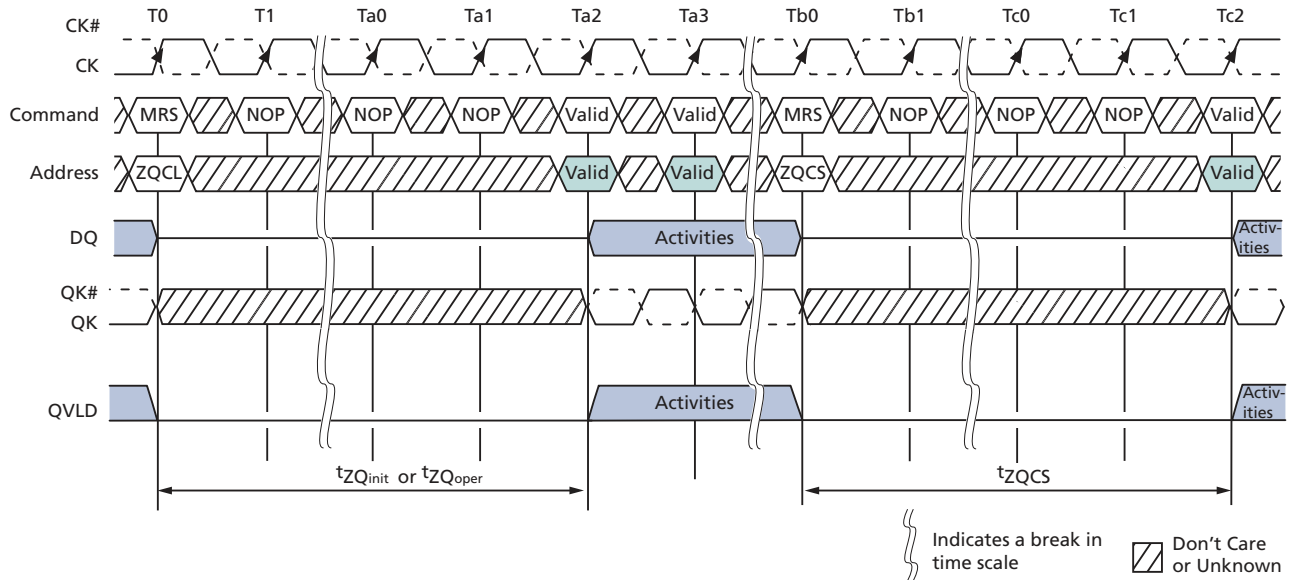 T0 T1 Ta0 Ta1 Ta2 Ta3 Tb0 Tb1 Tc0 Tc1 Tc2
CK#
CK
Command MRS NOP NOP NOP Valid Valid MRS NOP NOP NOP Valid
Address ZQCL Valid Valid ZQCS Valid
DQ Activities Activ-
ities
QK#
QK
QVLD Activities Activ-
ities
tZQinit or tZQoper tZQCS
Indicates a break in
time scale
Don't Care
or Unknown